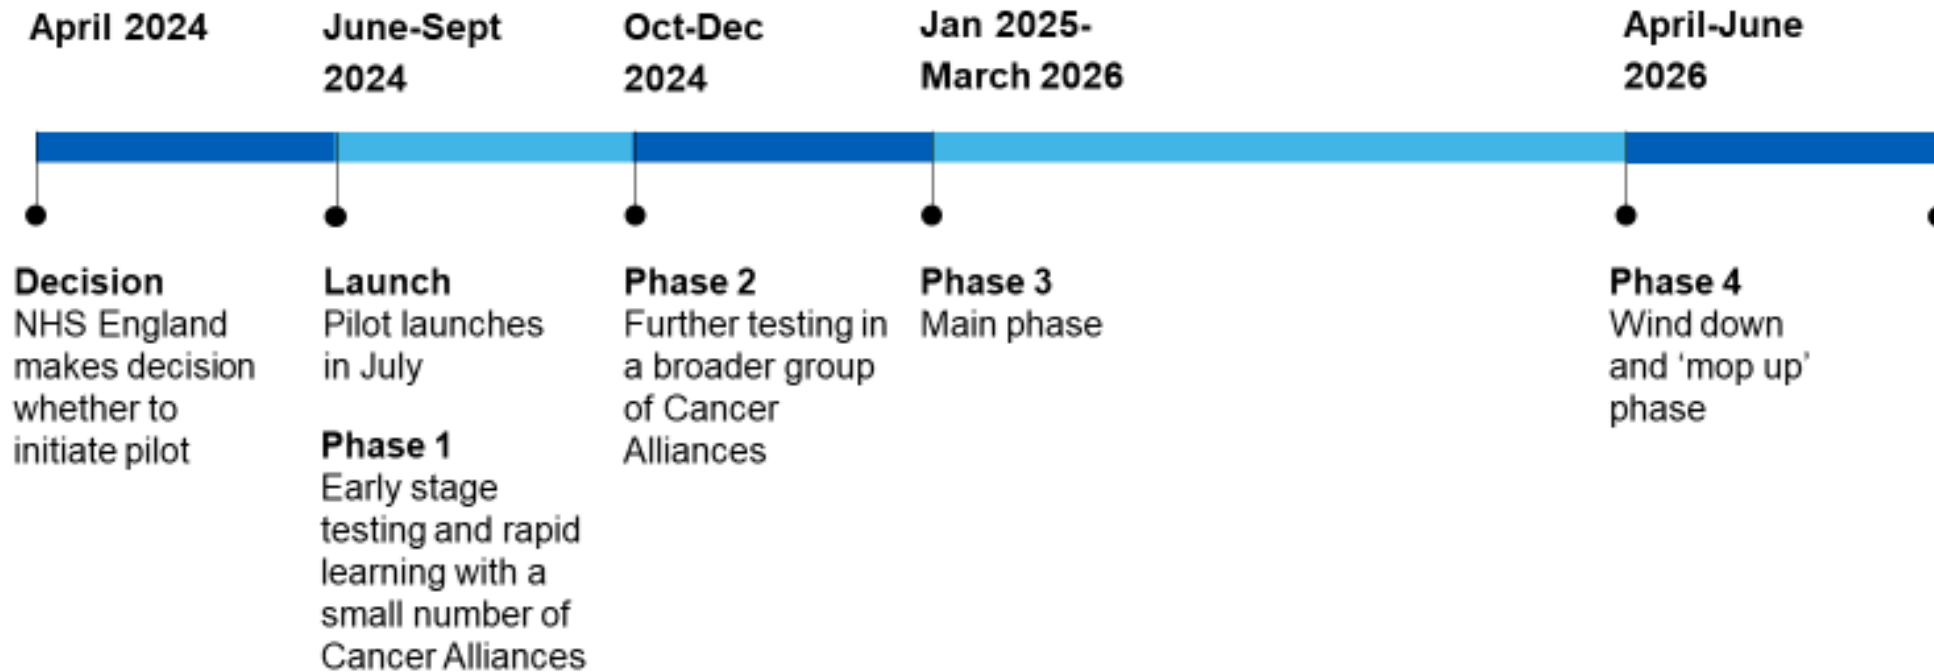 April 2024
June-Sept
2024
Oct-Dec
2024
Jan 2025-
March 2026
April-June
2026
Decision
NHS England
makes decision
whether to
initiate pilot
Launch
Pilot launches
in July
Phase 1
Early stage
testing and rapid
learning with a
small number of
Cancer Alliances
Phase 2
Further testing in
a broader group
of Cancer
Alliances
Phase 3
Main phase
Phase 4
Wind down
and ‘mop up’
phase